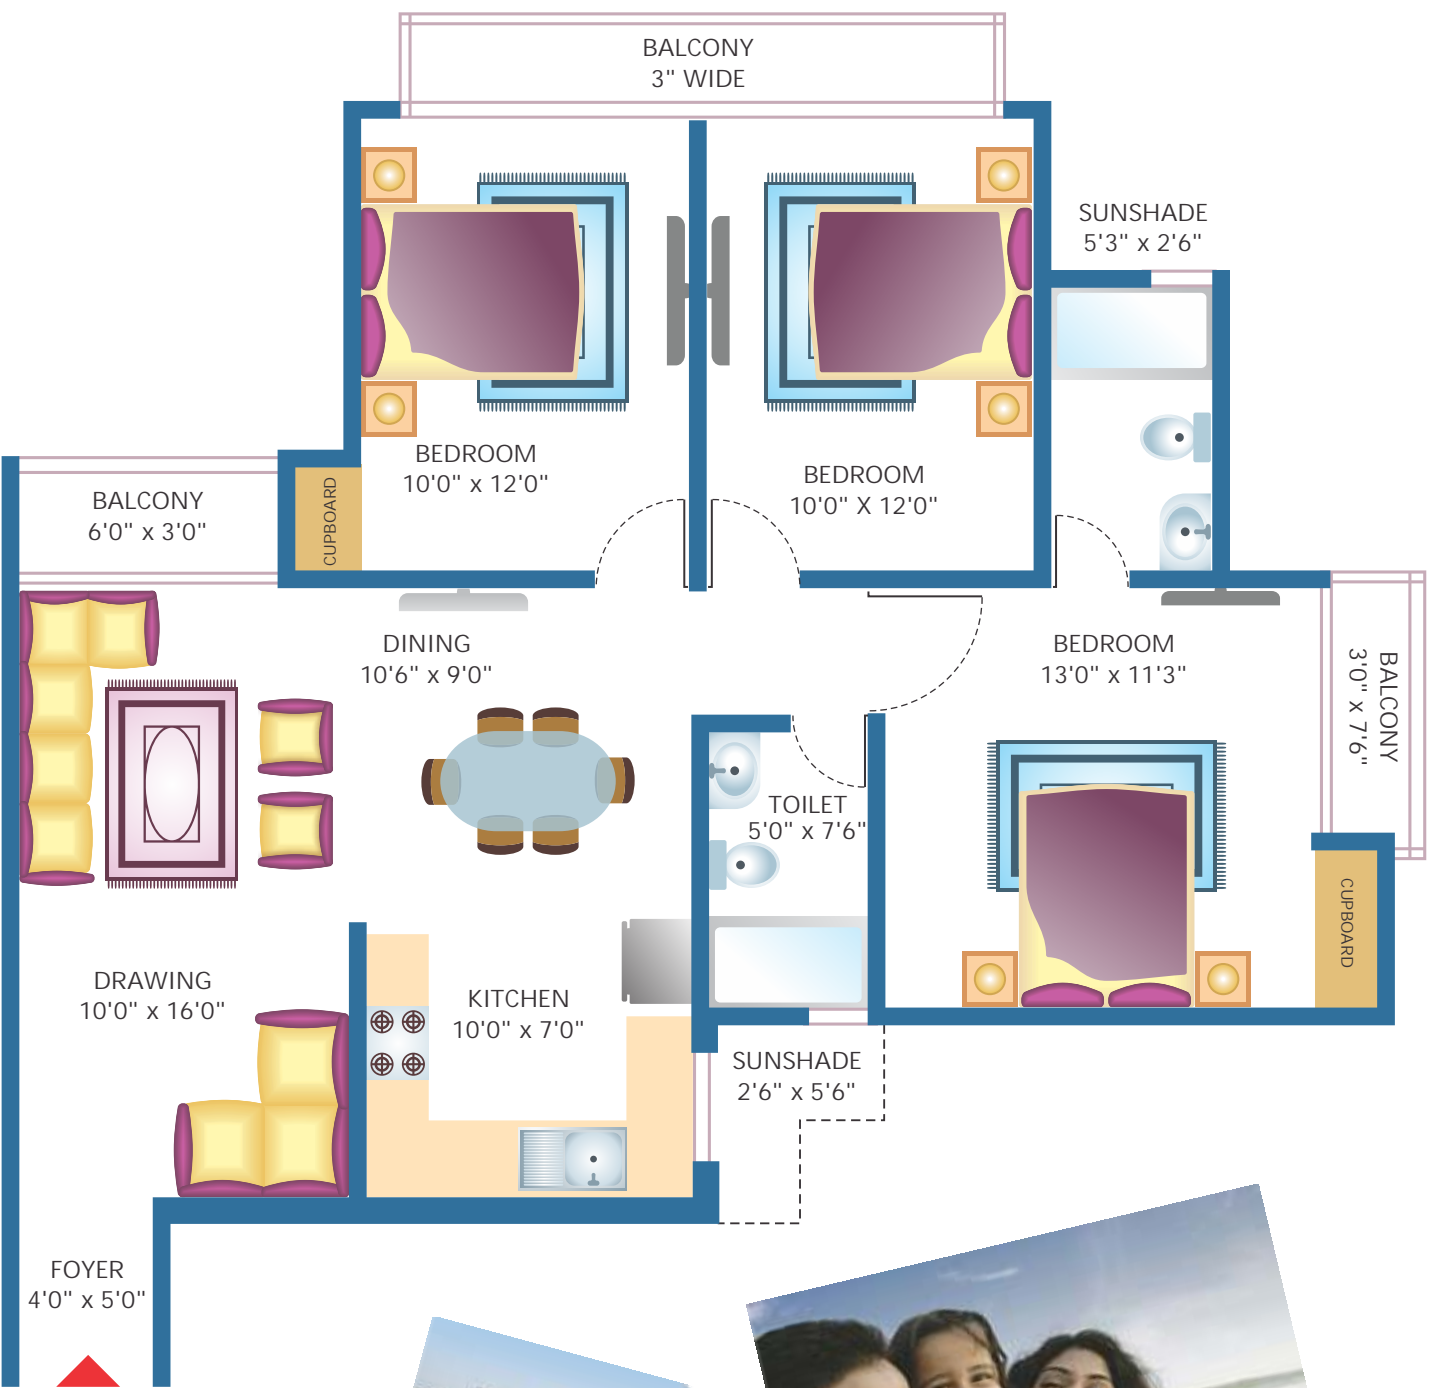 BALCONY
3" WIDE
SUNSHADE
5'3" x 2'6"
BEDROOM
10'0" x 12'0"
BEDROOM
10'0" X 12'0"
BALCONY
6'0" x 3'0"
CUPBOARD
DINING
10'6" x 9'0"
BEDROOM
13'0" x 11'3"
BALCONY
3'0" x 7'6"
TOILET
5'0" x 7'6"
CUPBOARD
DRAWING
10'0" x 16'0"
KITCHEN
10'0" x 7'0"
SUNSHADE
2'6" x 5'6"
FOYER
4'0" x 5'0"